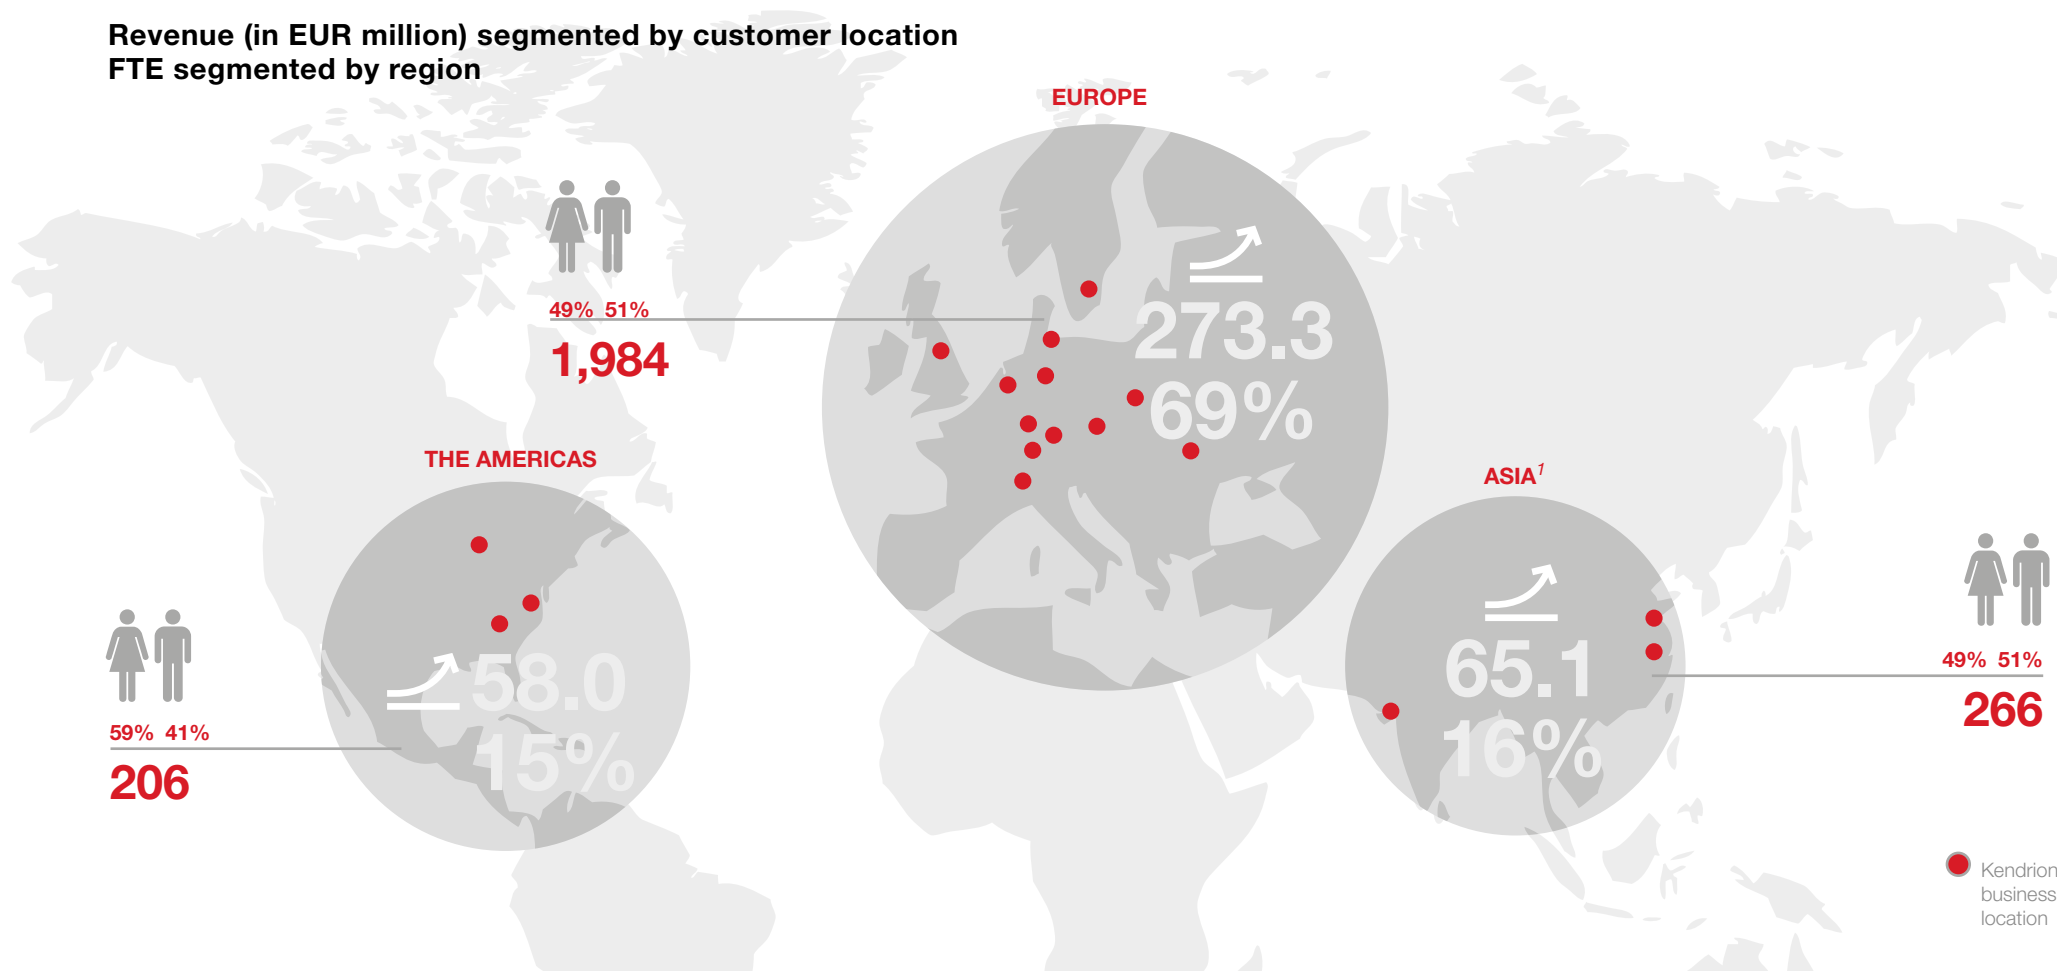 Revenue (in EUR million) segmented by customer location
FTE segmented by region
EUROPE
49% 51%
1,984
273.3
69%
THE AMERICAS
58.0
15%
59% 41%
206
ASIA¹
65.1
16%
49% 51%
266
Kendrion
business
location